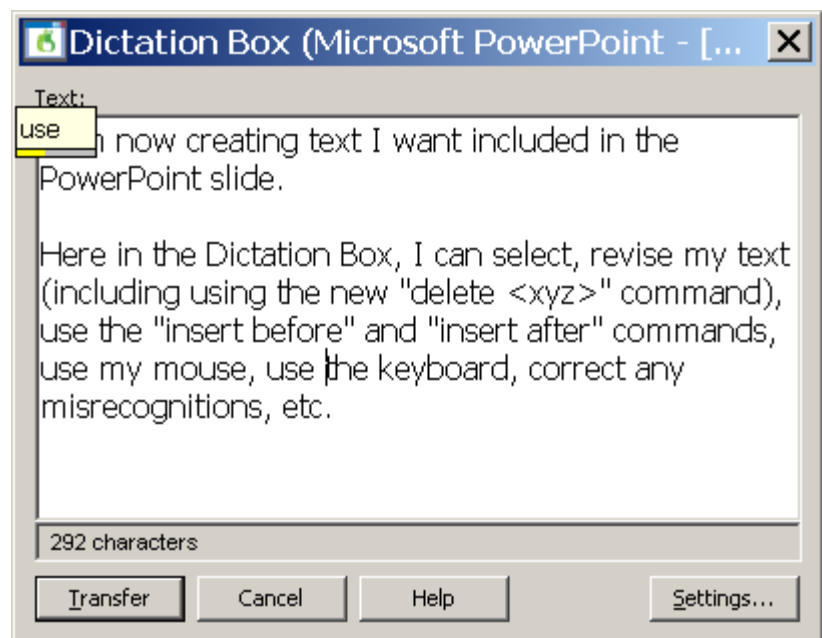 Dictation Box (Microsoft PowerPoint - [...
Text:
use
now creating text I want included in the
PowerPoint slide.
Here in the Dictation Box, I can select, revise my text
(including using the new "delete <xyz>" command),
use the "insert before" and "insert after" commands,
use my mouse, use the keyboard, correct any
misrecognitions, etc.
292 characters
Transfer Cancel Help Settings...